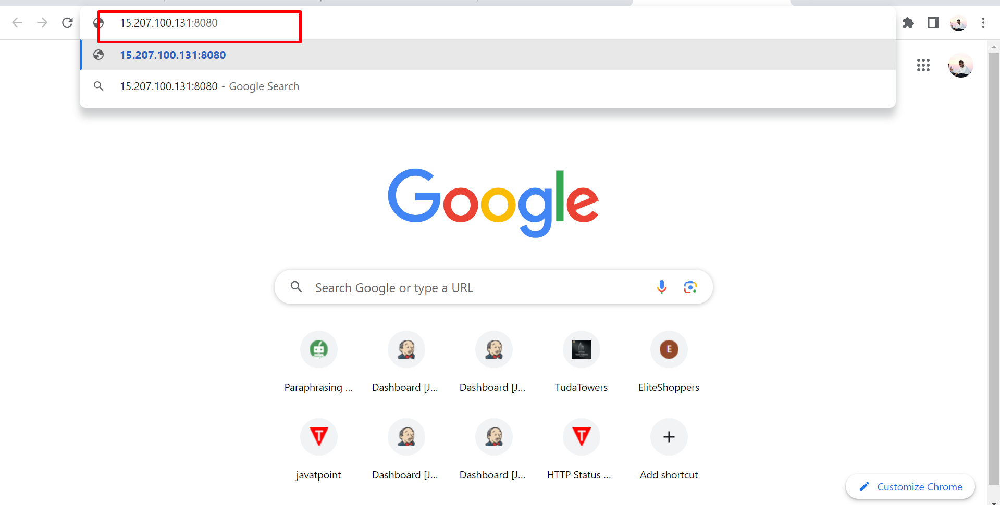 15.207.100.131:8080
15.207.100.131:8080
15.207.100.131:8080 - Google Search
Google
Search Google or type a URL
E
Paraphrasing ...
Dashboard [J...
Dashboard [J...
TudaTowers
EliteShoppers
T
T
javatpoint
Dashboard [J...
Dashboard [J...
HTTP Status ...
Add shortcut
Customize Chrome